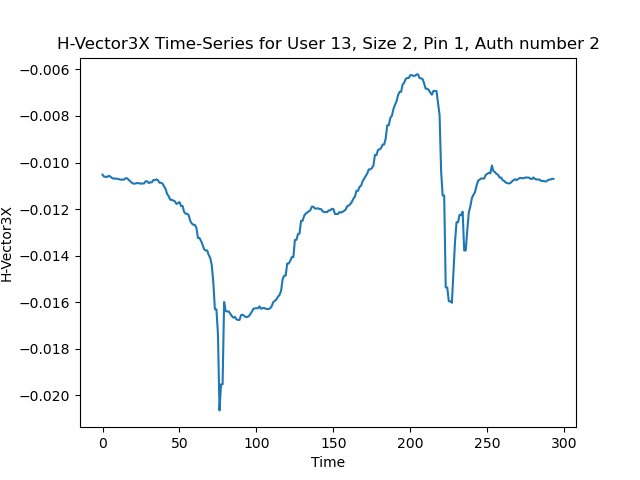 H-Vector3X Time-Series for User 13, Size 2, Pin 1, Auth number 2
−0.006
−0.008
−0.010
−0.012
−0.014
−0.016
−0.018
−0.020
H-Vector3X
0 50 100 150 200 250 300
Time